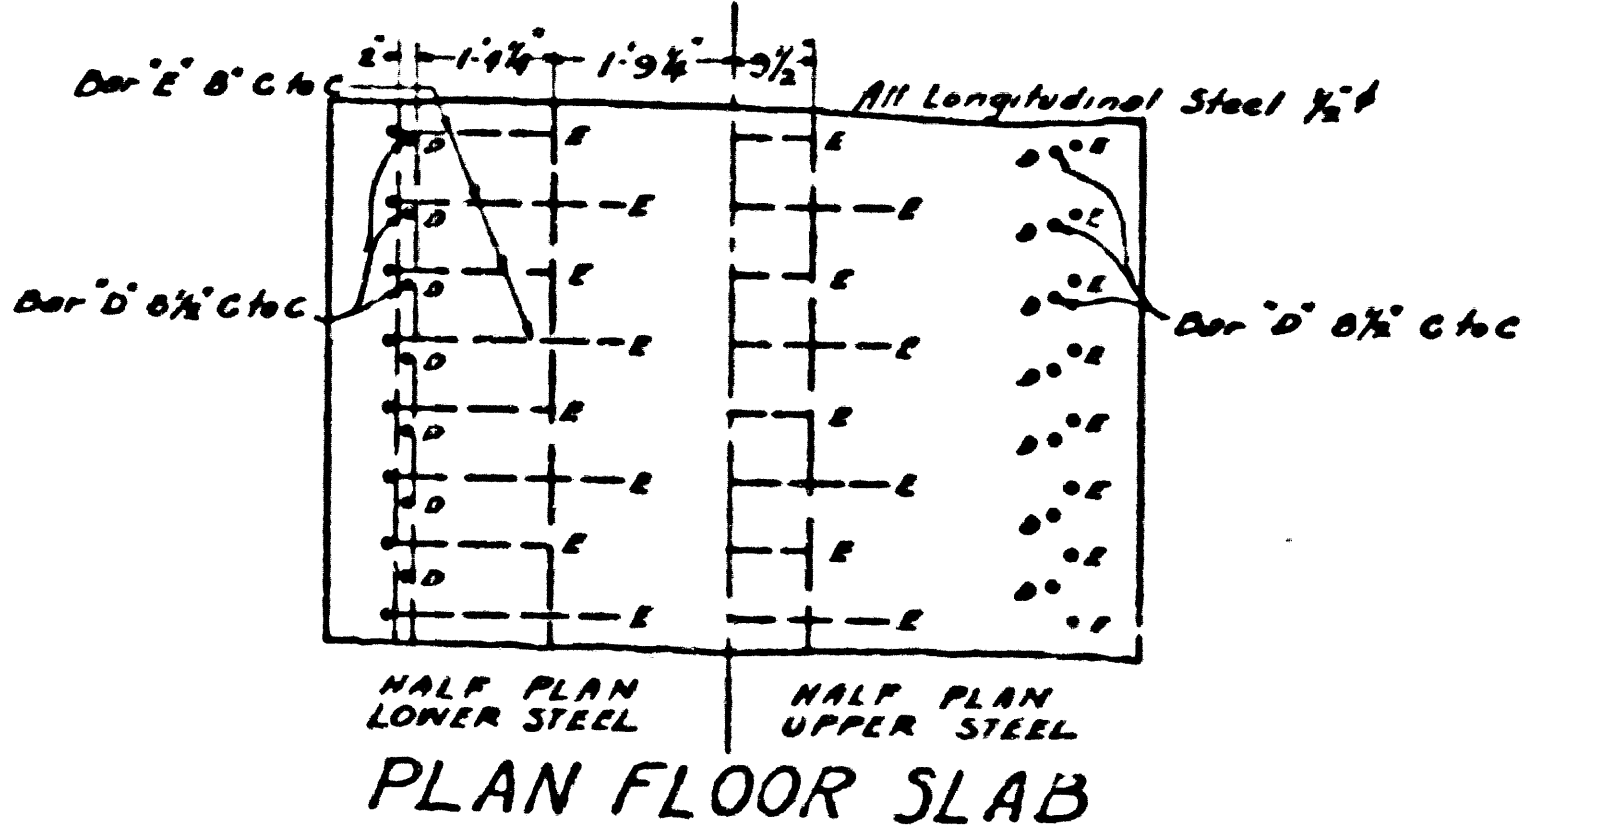 2" 1'-4¼" 1'-9¼" 9½
Bar "E" 8" C to C
All Longitudinal Steel ½" ϕ
D E E D E
D E E D E
D E E D E
Bar "D" 8½" C to C
Bar "D" 8½" C to C
D E E D E
D E E D E
D E E D E
D E E D E
E E E
HALF PLAN
LOWER STEEL
HALF PLAN
UPPER STEEL
PLAN FLOOR SLAB